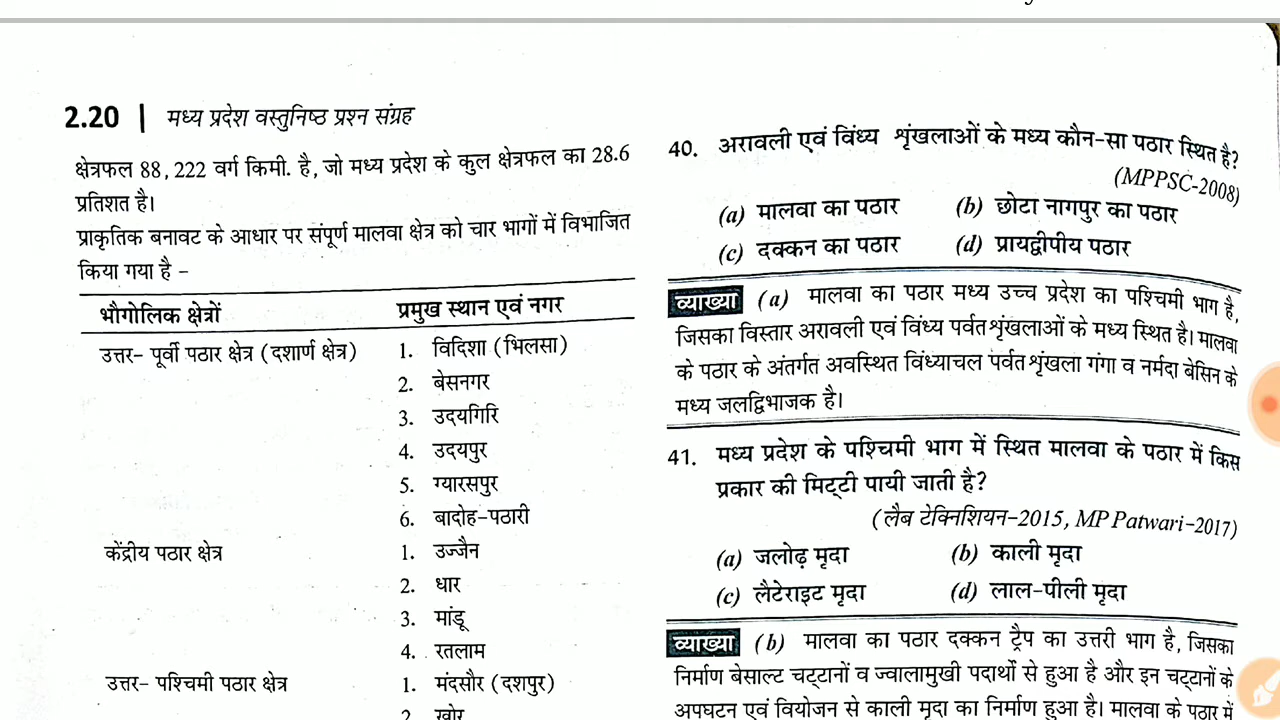 2.20 | मध्य प्रदेश वस्तुनिष्ठ प्रश्न संग्रह
क्षेत्रफल 88,222 वर्ग किमी. है, जो मध्य प्रदेश के कुल क्षेत्रफल का 28.6
प्रतिशत है।
प्राकृतिक बनावट के आधार पर संपूर्ण मालवा क्षेत्र को चार भागों में विभाजित
किया गया है –
भौगोलिक क्षेत्रों प्रमुख स्थान एवं नगर
उत्तर- पूर्वी पठार क्षेत्र (दशार्ण क्षेत्र) 1. विदिशा (भिलसा)
2. बेसनगर
3. उदयगिरि
4. उदयपुर
5. ग्यारसपुर
6. बादोह-पठारी
केंद्रीय पठार क्षेत्र 1. उज्जैन
2. धार
3. मांडू
4. रतलाम
उत्तर- पश्चिमी पठार क्षेत्र 1. मंदसौर (दशपुर)
2. खोर
40. अरावली एवं विंध्य शृंखलाओं के मध्य कौन-सा पठार स्थित है?
(MPPSC-2008)
(a) मालवा का पठार (b) छोटा नागपुर का पठार
(c) दक्कन का पठार (d) प्रायद्वीपीय पठार
व्याख्या (a) मालवा का पठार मध्य उच्च प्रदेश का पश्चिमी भाग है,
जिसका विस्तार अरावली एवं विंध्य पर्वत शृंखलाओं के मध्य स्थित है। मालवा
के पठार के अंतर्गत अवस्थित विंध्याचल पर्वत शृंखला गंगा व नर्मदा बेसिन के
मध्य जलद्विभाजक है।
41. मध्य प्रदेश के पश्चिमी भाग में स्थित मालवा के पठार में किस
प्रकार की मिट्टी पायी जाती है?
(लैब टेक्निशियन-2015, MP Patwari-2017)
(a) जलोढ़ मृदा (b) काली मृदा
(c) लैटेराइट मृदा (d) लाल-पीली मृदा
व्याख्या (b) मालवा का पठार दक्कन ट्रैप का उत्तरी भाग है, जिसका
निर्माण बेसाल्ट चट्टानों व ज्वालामुखी पदार्थो से हुआ है और इन चट्टानों के
अपघटन एवं वियोजन से काली मृदा का निर्माण हुआ है। मालवा के पठार में